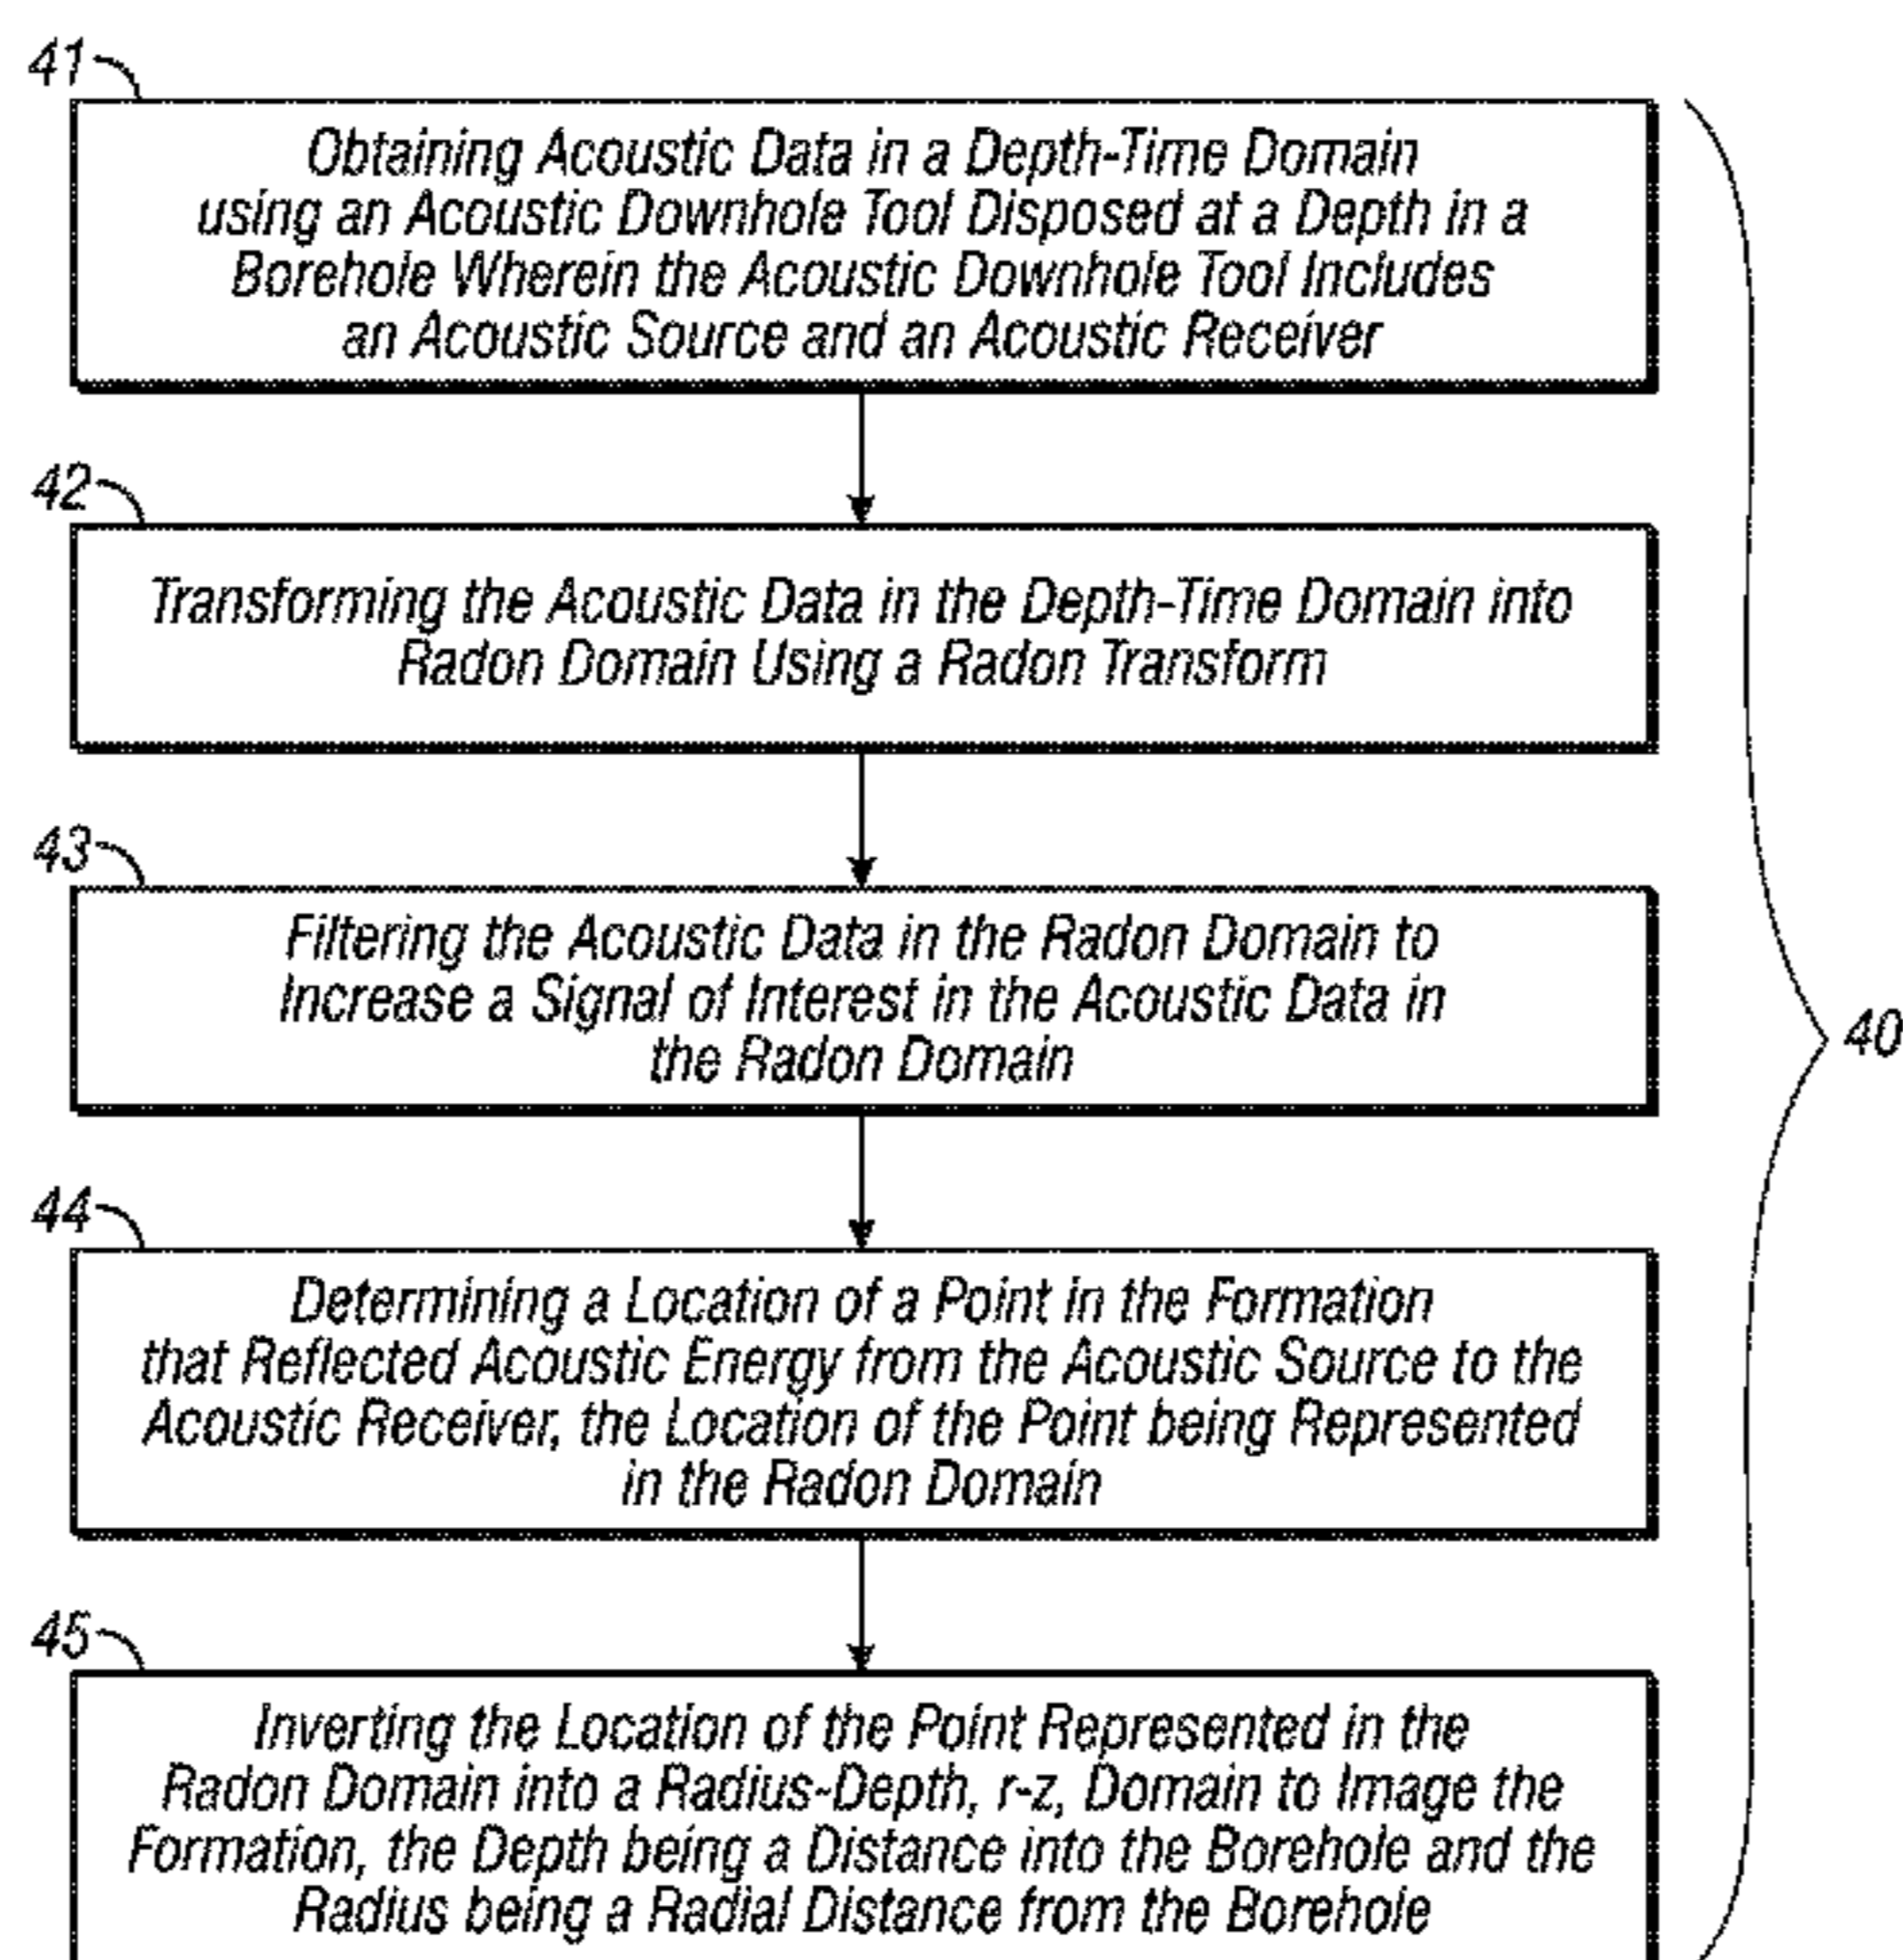 41
Obtaining Acoustic Data in a Depth-Time Domain
using an Acoustic Downhole Tool Disposed at a Depth in a
Borehole Wherein the Acoustic Downhole Tool Includes
an Acoustic Source and an Acoustic Receiver
42
Transforming the Acoustic Data in the Depth-Time Domain into
Radon Domain Using a Radon Transform
43
Filtering the Acoustic Data in the Radon Domain to
Increase a Signal of Interest in the Acoustic Data in
the Radon Domain
40
44
Determining a Location of a Point in the Formation
that Reflected Acoustic Energy from the Acoustic Source to the
Acoustic Receiver, the Location of the Point being Represented
in the Radon Domain
45
Inverting the Location of the Point Represented in the
Radon Domain into a Radius-Depth, r-z, Domain to Image the
Formation, the Depth being a Distance into the Borehole and the
Radius being a Radial Distance from the Borehole